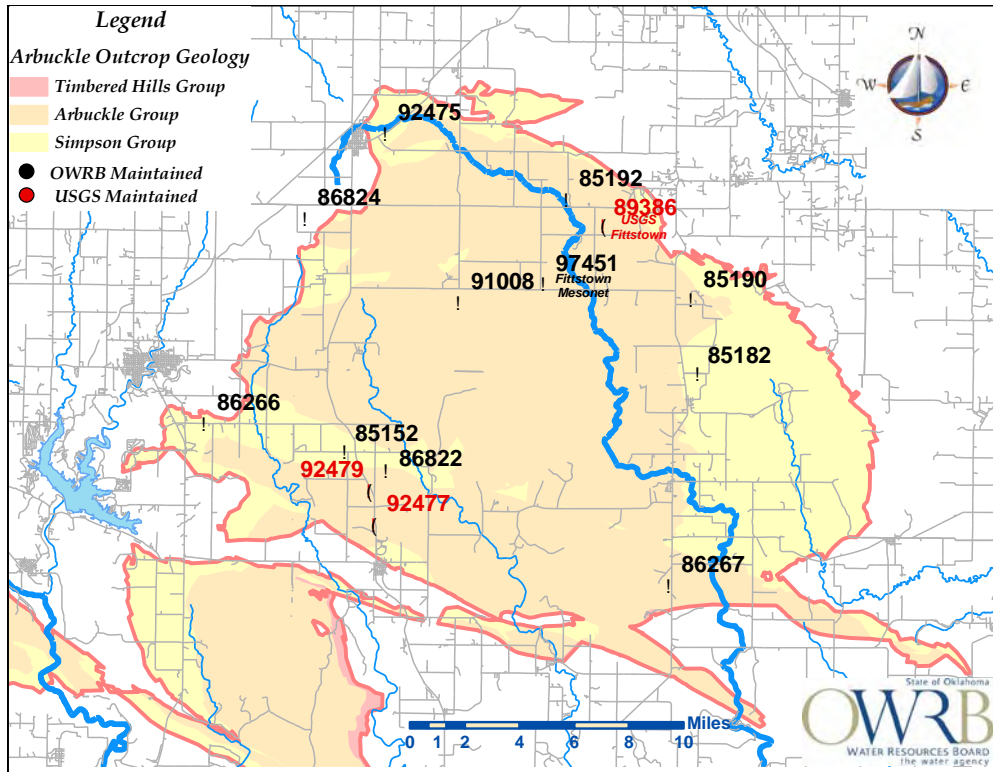 Legend
Arbuckle Outcrop Geology
Timbered Hills Group
Arbuckle Group
Simpson Group
OWRB Maintained
USGS Maintained
N
W E
S
92475
86824
85192
89386
USGS
Fittstown
97451
Fittstown
Mesonet
91008
85190
85182
86266
85152
86822
92479
92477
86267
Miles
0 1 2 4 6 8 10
State of Oklahoma
OWRB
WATER RESOURCES BOARD
the water agency